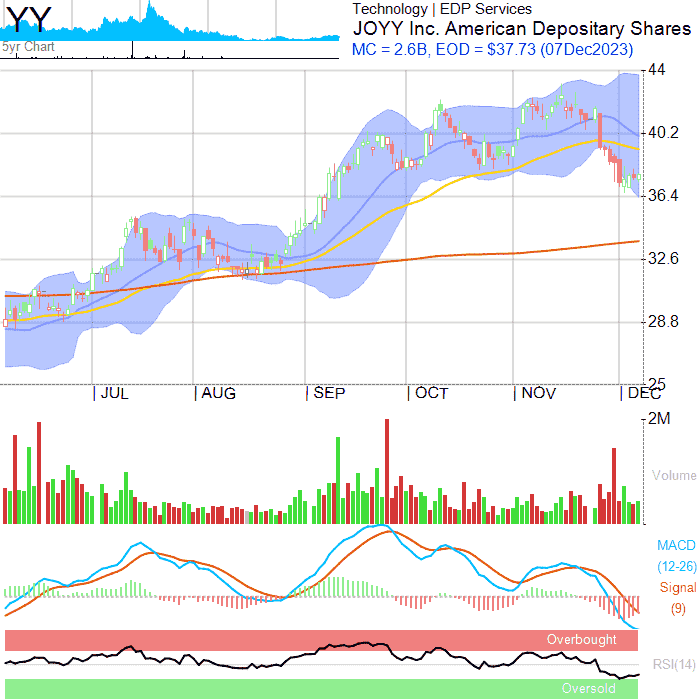 YY
5yr Chart
Technology | EDP Services
JOYY Inc. American Depositary Shares
MC = 2.6B, EOD = $37.73 (07Dec2023)
44
40.2
36.4
32.6
28.8
25
JUL AUG SEP OCT NOV DEC
2M
Volume
MACD
(12-26)
Signal
(9)
Overbought
RSI(14)
Oversold